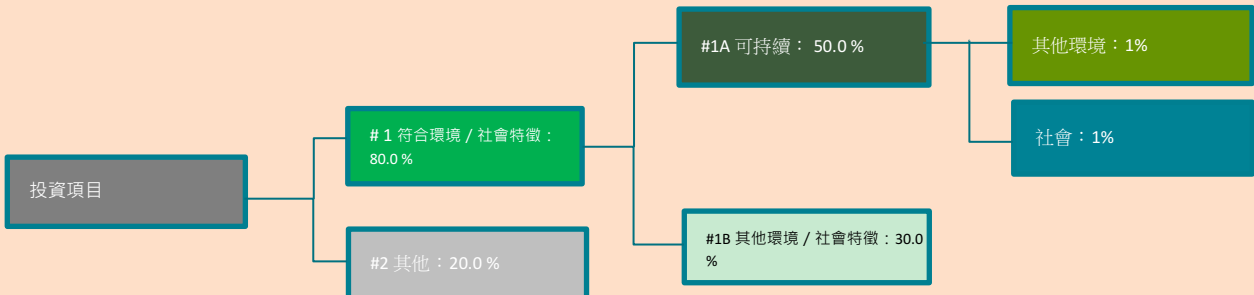 #1A 可持續： 50.0 %
其他環境：1%
社會：1%
# 1 符合環境 / 社會特徵：
80.0 %
投資項目
#1B 其他環境 / 社會特徵：30.0
%
#2 其他：20.0 %